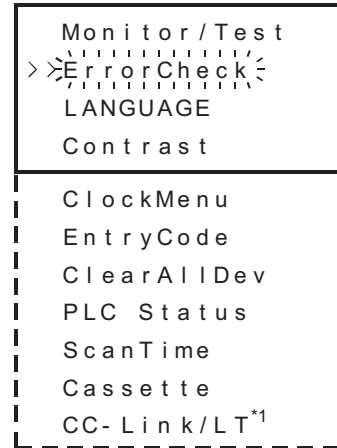 Monitor/Test
>>ErrorCheck
LANGUAGE
Contrast
ClockMenu
EntryCode
ClearAllDev
PLC Status
ScanTime
Cassette
CC-Link/LT*1